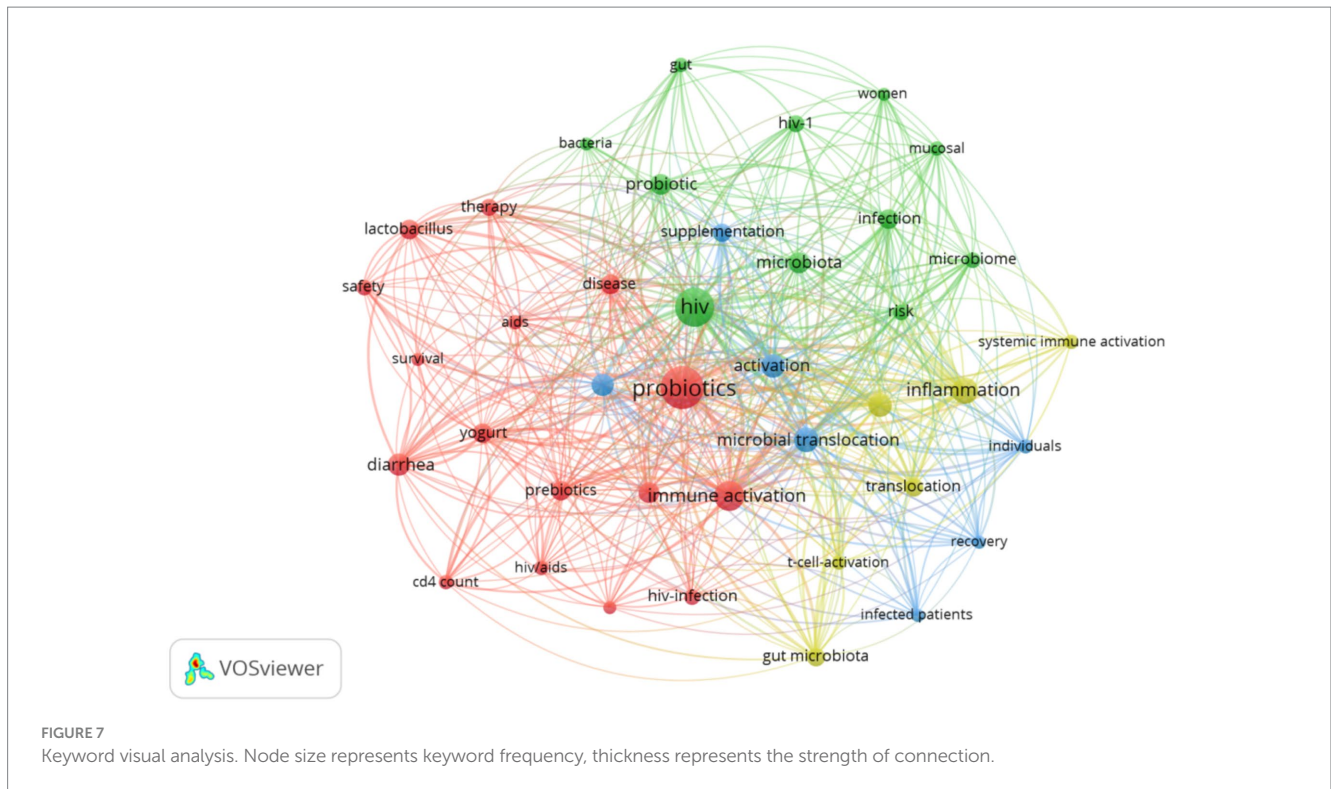 gut
women
hiv-1
bacteria
mucosal
probiotic
therapy
infection
lactobacillus
supplementation
microbiota
microbiome
disease
safety
hiv
risk
aids
systemic immune activation
survival
activation
probiotics
inflammation
yogurt
microbial translocation
individuals
diarrhea
prebiotics
translocation
immune activation
recovery
t-cell-activation
hiv/aids
cd4 count
hiv-infection
infected patients
gut microbiota
VOSviewer
FIGURE 7
Keyword visual analysis. Node size represents keyword frequency, thickness represents the strength of connection.